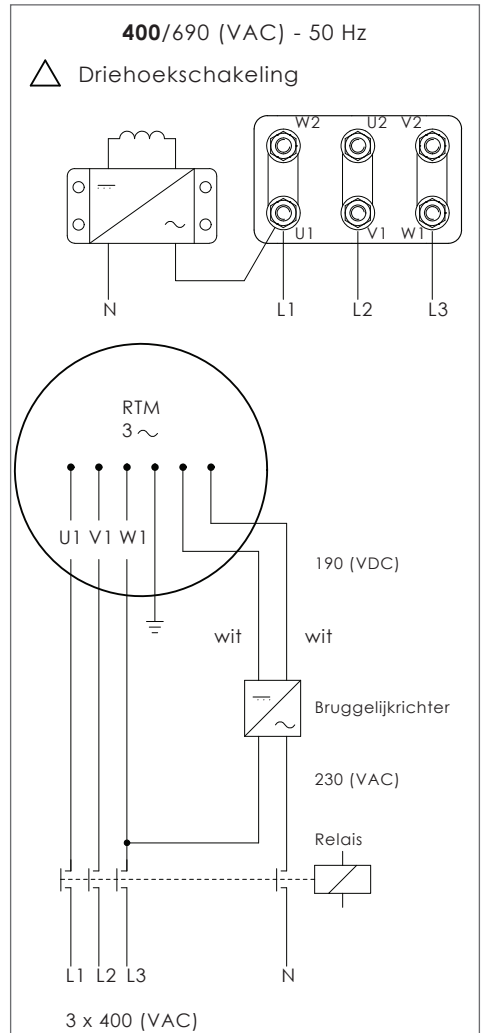 400/690 (VAC) - 50 Hz
Driehoekschakeling
W2 U2 V2
U1 V1 W1
N L1 L2 L3
RTM
3
U1 V1 W1
190 (VDC)
wit wit
Bruggelijkrichter
230 (VAC)
Relais
L1 L2 L3 N
3 x 400 (VAC)